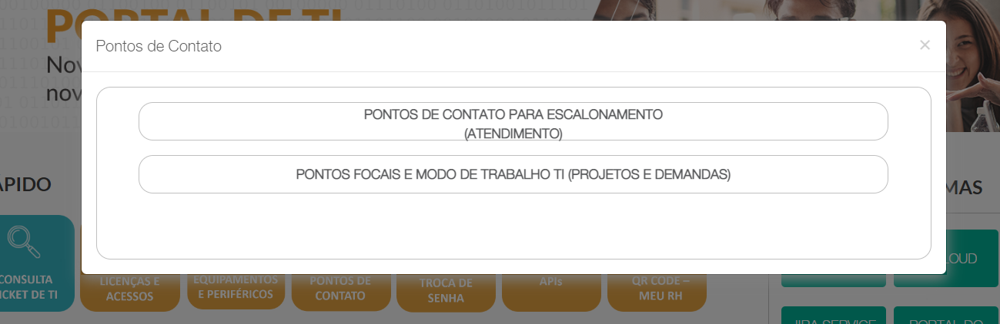 PORTAL DE TI
Pontos de Contato
×
Nov
nov
PONTOS DE CONTATO PARA ESCALONAMENTO
(ATENDIMENTO)
PONTOS FOCAIS E MODO DE TRABALHO TI (PROJETOS E DEMANDAS)
ÁPIDO
MAS
CONSULTA
ICKET DE TI
LICENÇAS E
ACESSOS
EQUIPAMENTOS
E PERIFÉRICOS
PONTOS DE
CONTATO
TROCA DE
SENHA
APIs
QR CODE –
MEU RH
LOUD
JIRA SERVICE
PORTAL DO